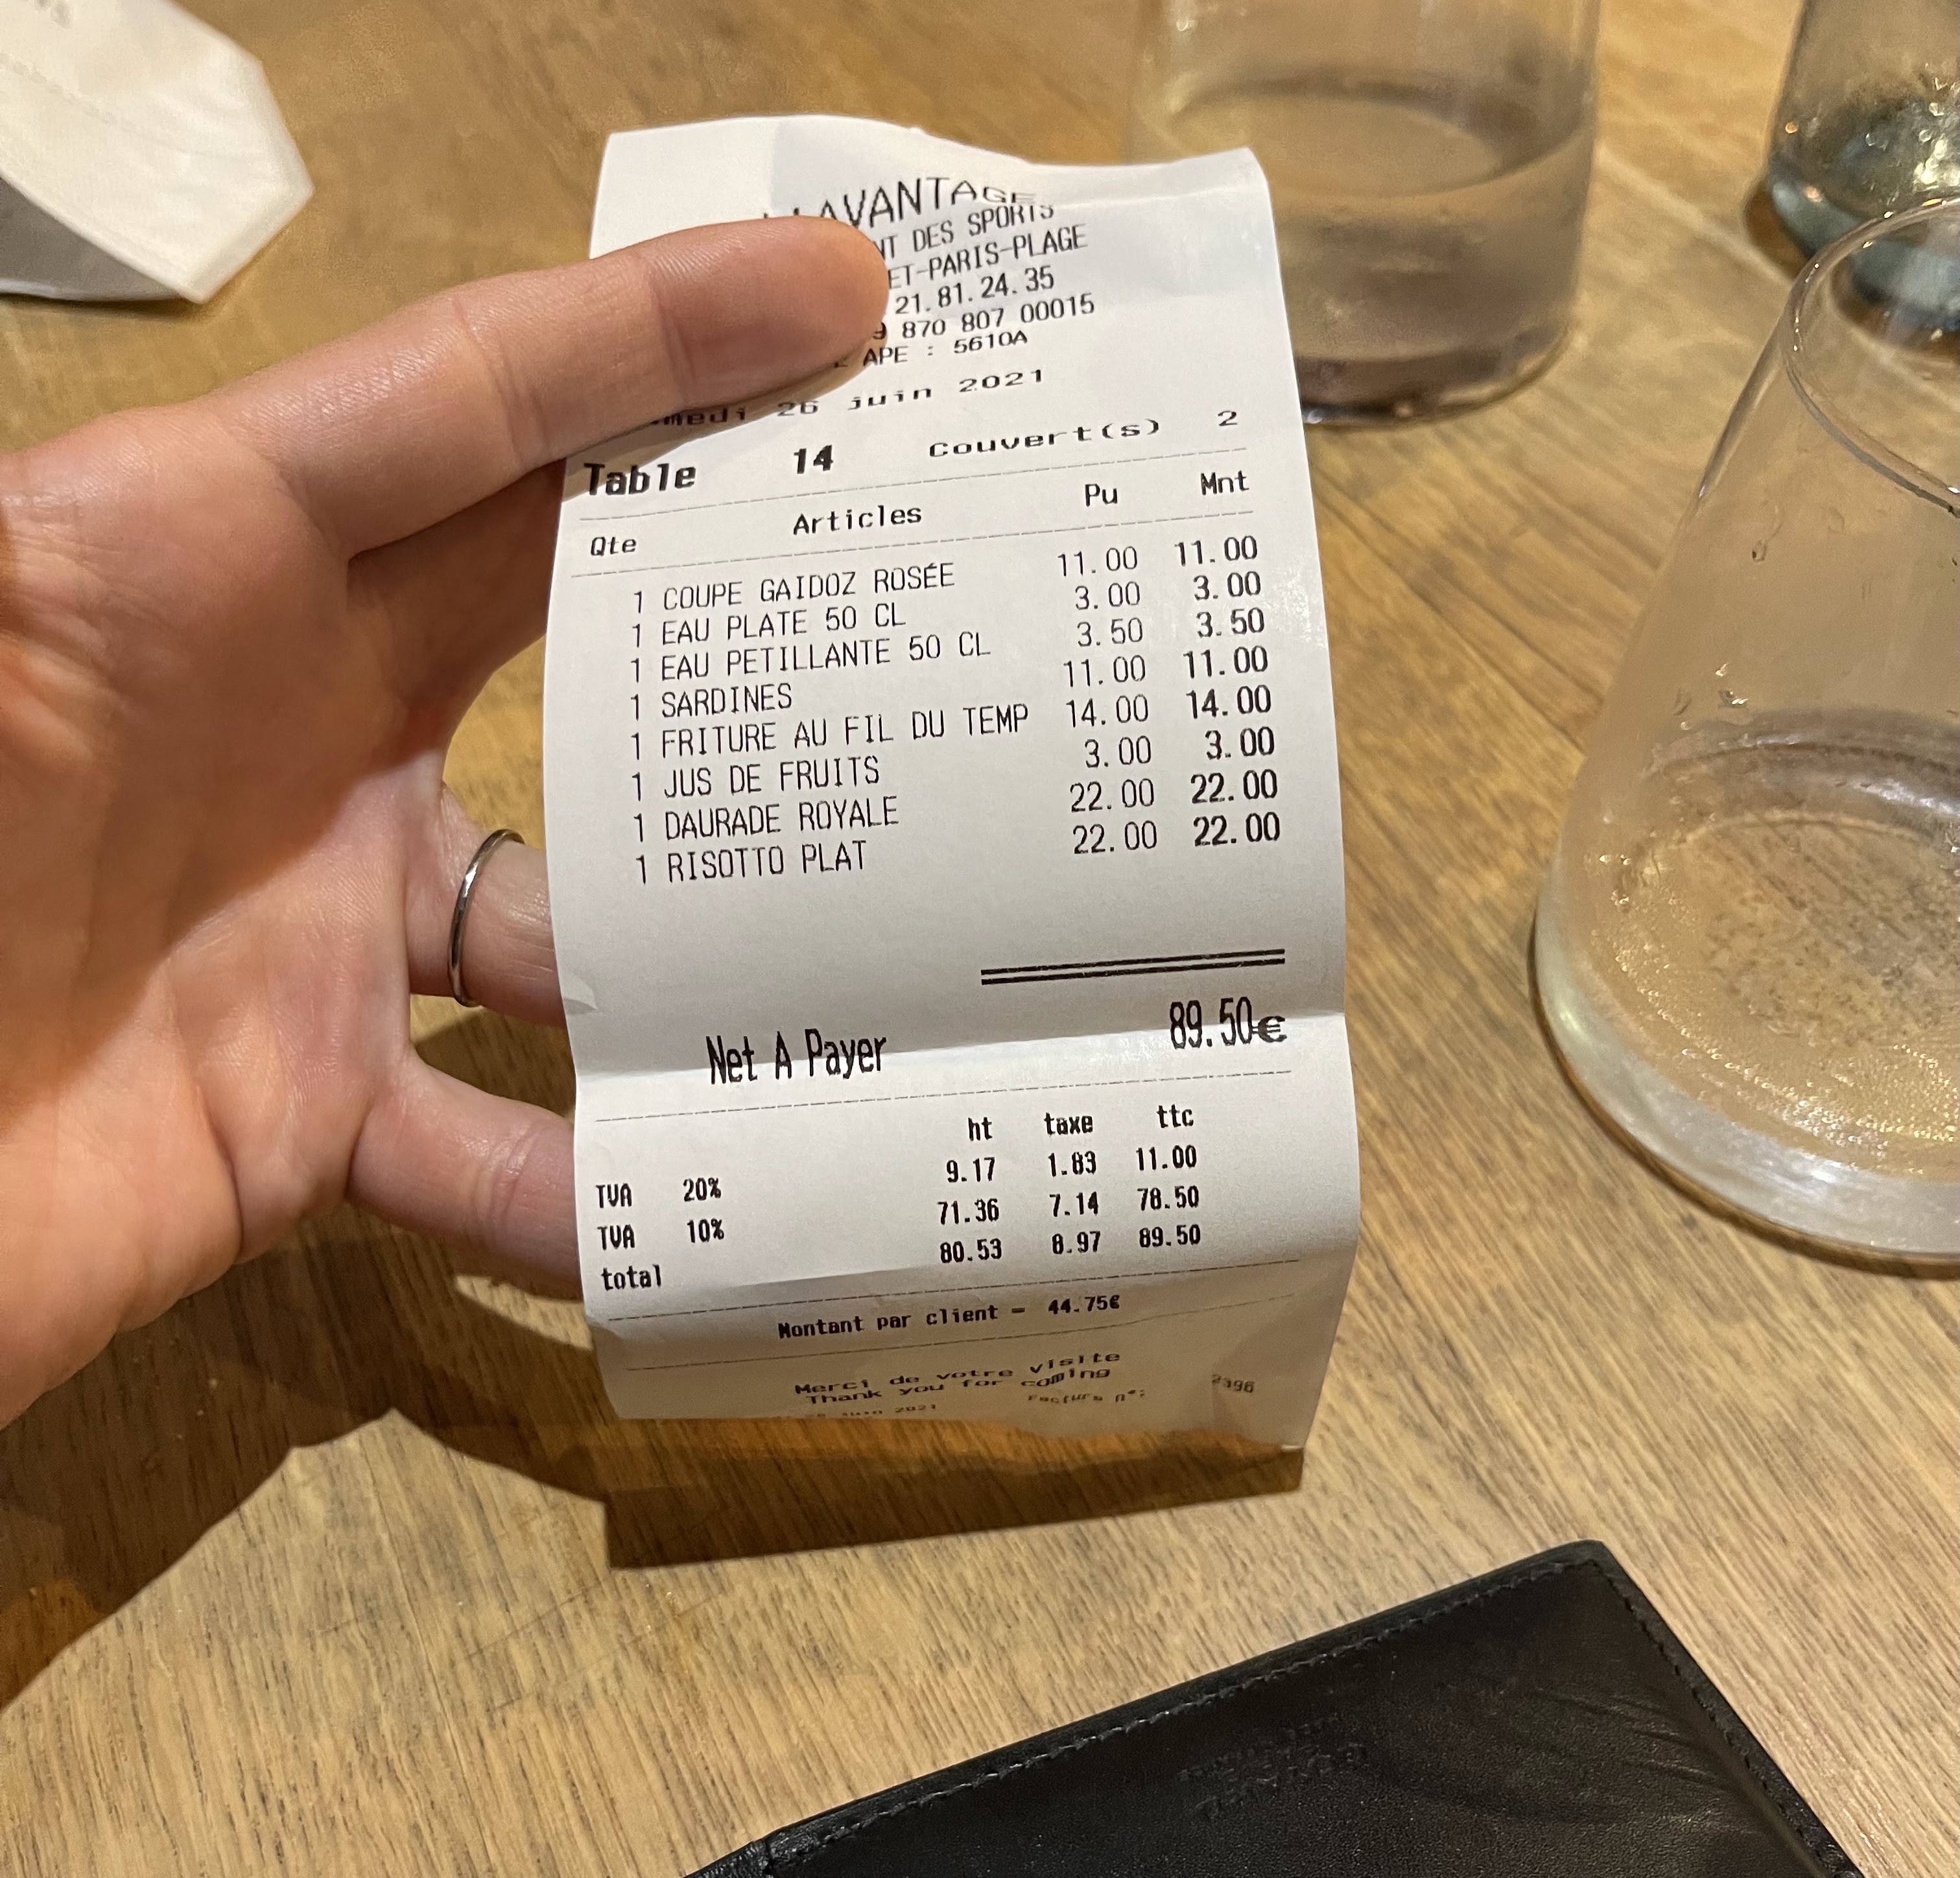 AVANTAGE
NT DES SPORTS
ET-PARIS-PLAGE
21.81.24.35
9 870 807 00015
APE : 5610A
medi 26 juin 2021
Table 14 Couvert(s) 2
Qte Articles Pu Mnt
1 COUPE GAIDOZ ROSÉE 11.00 11.00
1 EAU PLATE 50 CL 3.00 3.00
1 EAU PETILLANTE 50 CL 3.50 3.50
1 SARDINES 11.00 11.00
1 FRITURE AU FIL DU TEMP 14.00 14.00
1 JUS DE FRUITS 3.00 3.00
1 DAURADE ROYALE 22.00 22.00
1 RISOTTO PLAT 22.00 22.00
Net A Payer 89.50€
ht taxe ttc
TVA 20% 9.17 1.83 11.00
TVA 10% 71.36 7.14 78.50
total 80.53 8.97 89.50
Montant par client = 44.75€
Merci de votre visite
Thank you for coming
26 juin 2021 Facture n°: 2396